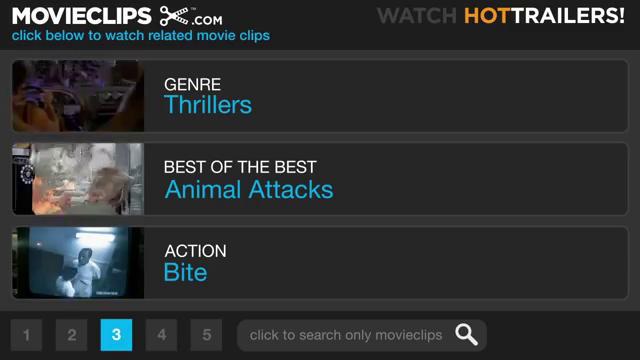 MOVIECLIPS .COM
click below to watch related movie clips
WATCH HOTTRAILERS!
GENRE
Thrillers
BEST OF THE BEST
Animal Attacks
ACTION
Bite
1 2 3 4 5
click to search only movieclips